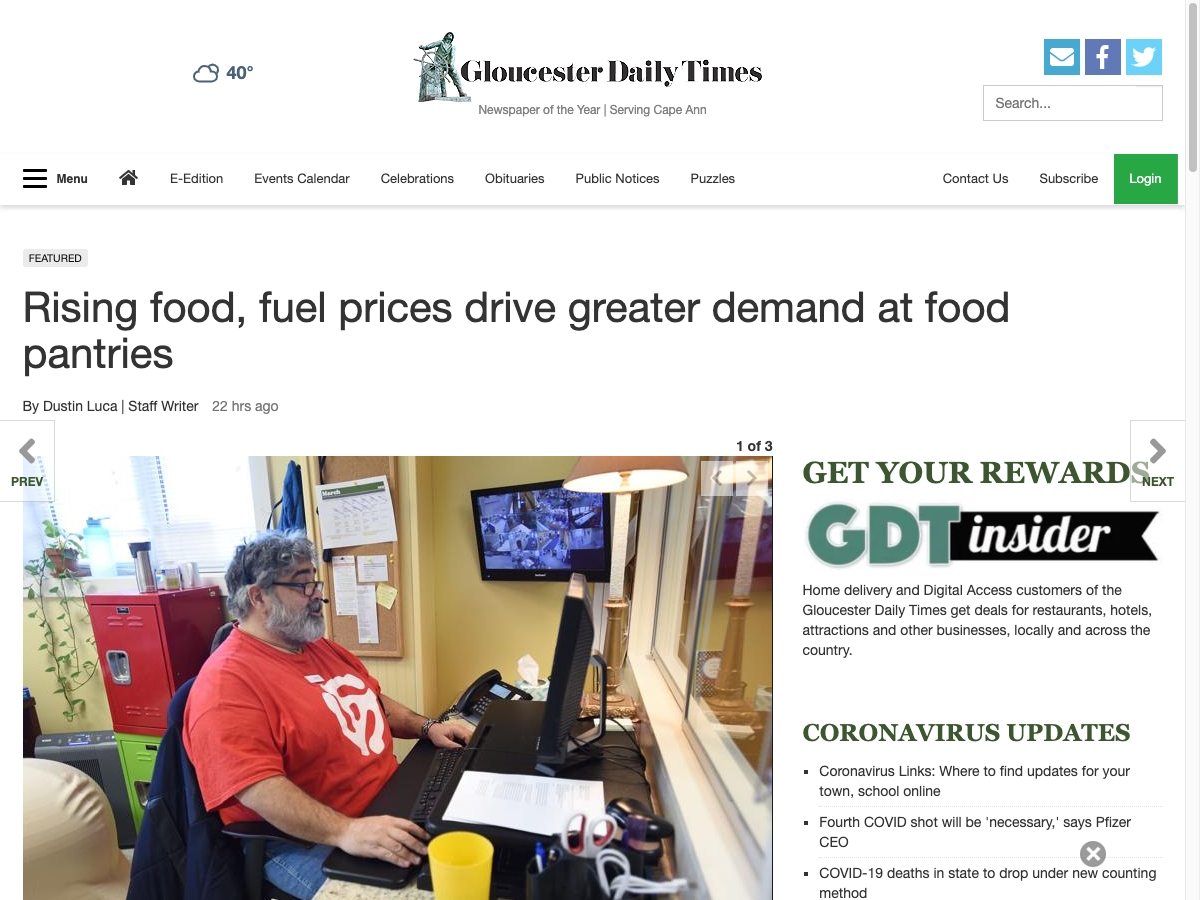 40°
Gloucester Daily Times
Newspaper of the Year | Serving Cape Ann
Search...
Menu
E-Edition
Events Calendar
Celebrations
Obituaries
Public Notices
Puzzles
Contact Us
Subscribe
Login
FEATURED
Rising food, fuel prices drive greater demand at food
pantries
By Dustin Luca | Staff Writer 22 hrs ago
PREV
NEXT
1 of 3
March
GET YOUR REWARDS
GDT insider
Home delivery and Digital Access customers of the
Gloucester Daily Times get deals for restaurants, hotels,
attractions and other businesses, locally and across the
country.
CORONAVIRUS UPDATES
Coronavirus Links: Where to find updates for your
town, school online
Fourth COVID shot will be 'necessary,' says Pfizer
CEO
COVID-19 deaths in state to drop under new counting
method